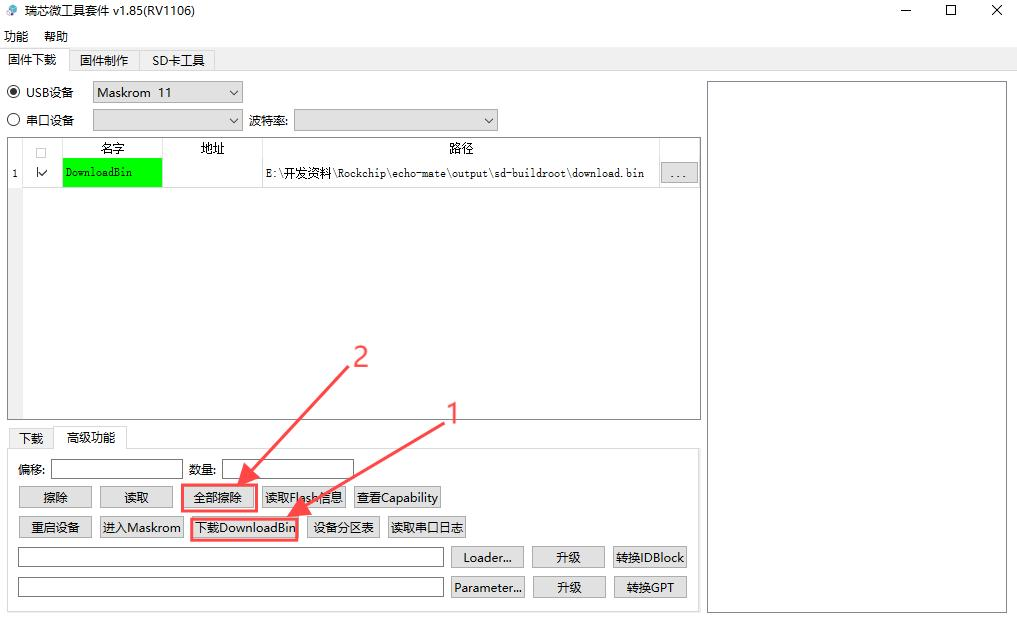 瑞芯微工具套件 v1.85(RV1106)
功能 帮助
固件下载 固件制作 SD卡工具
USB设备 Maskrom 11
串口设备 波特率:
名字 地址 路径
1 DownloadBin E:\开发资料\Rockchip\echo-mate\output\sd-buildroot\download.bin ...
2
1
下载 高级功能
偏移: 数量:
擦除 读取 全部擦除 读取Flash信息 查看Capability
重启设备 进入Maskrom 下载DownloadBin 设备分区表 读取串口日志
Loader... 升级 转换IDBlock
Parameter... 升级 转换GPT